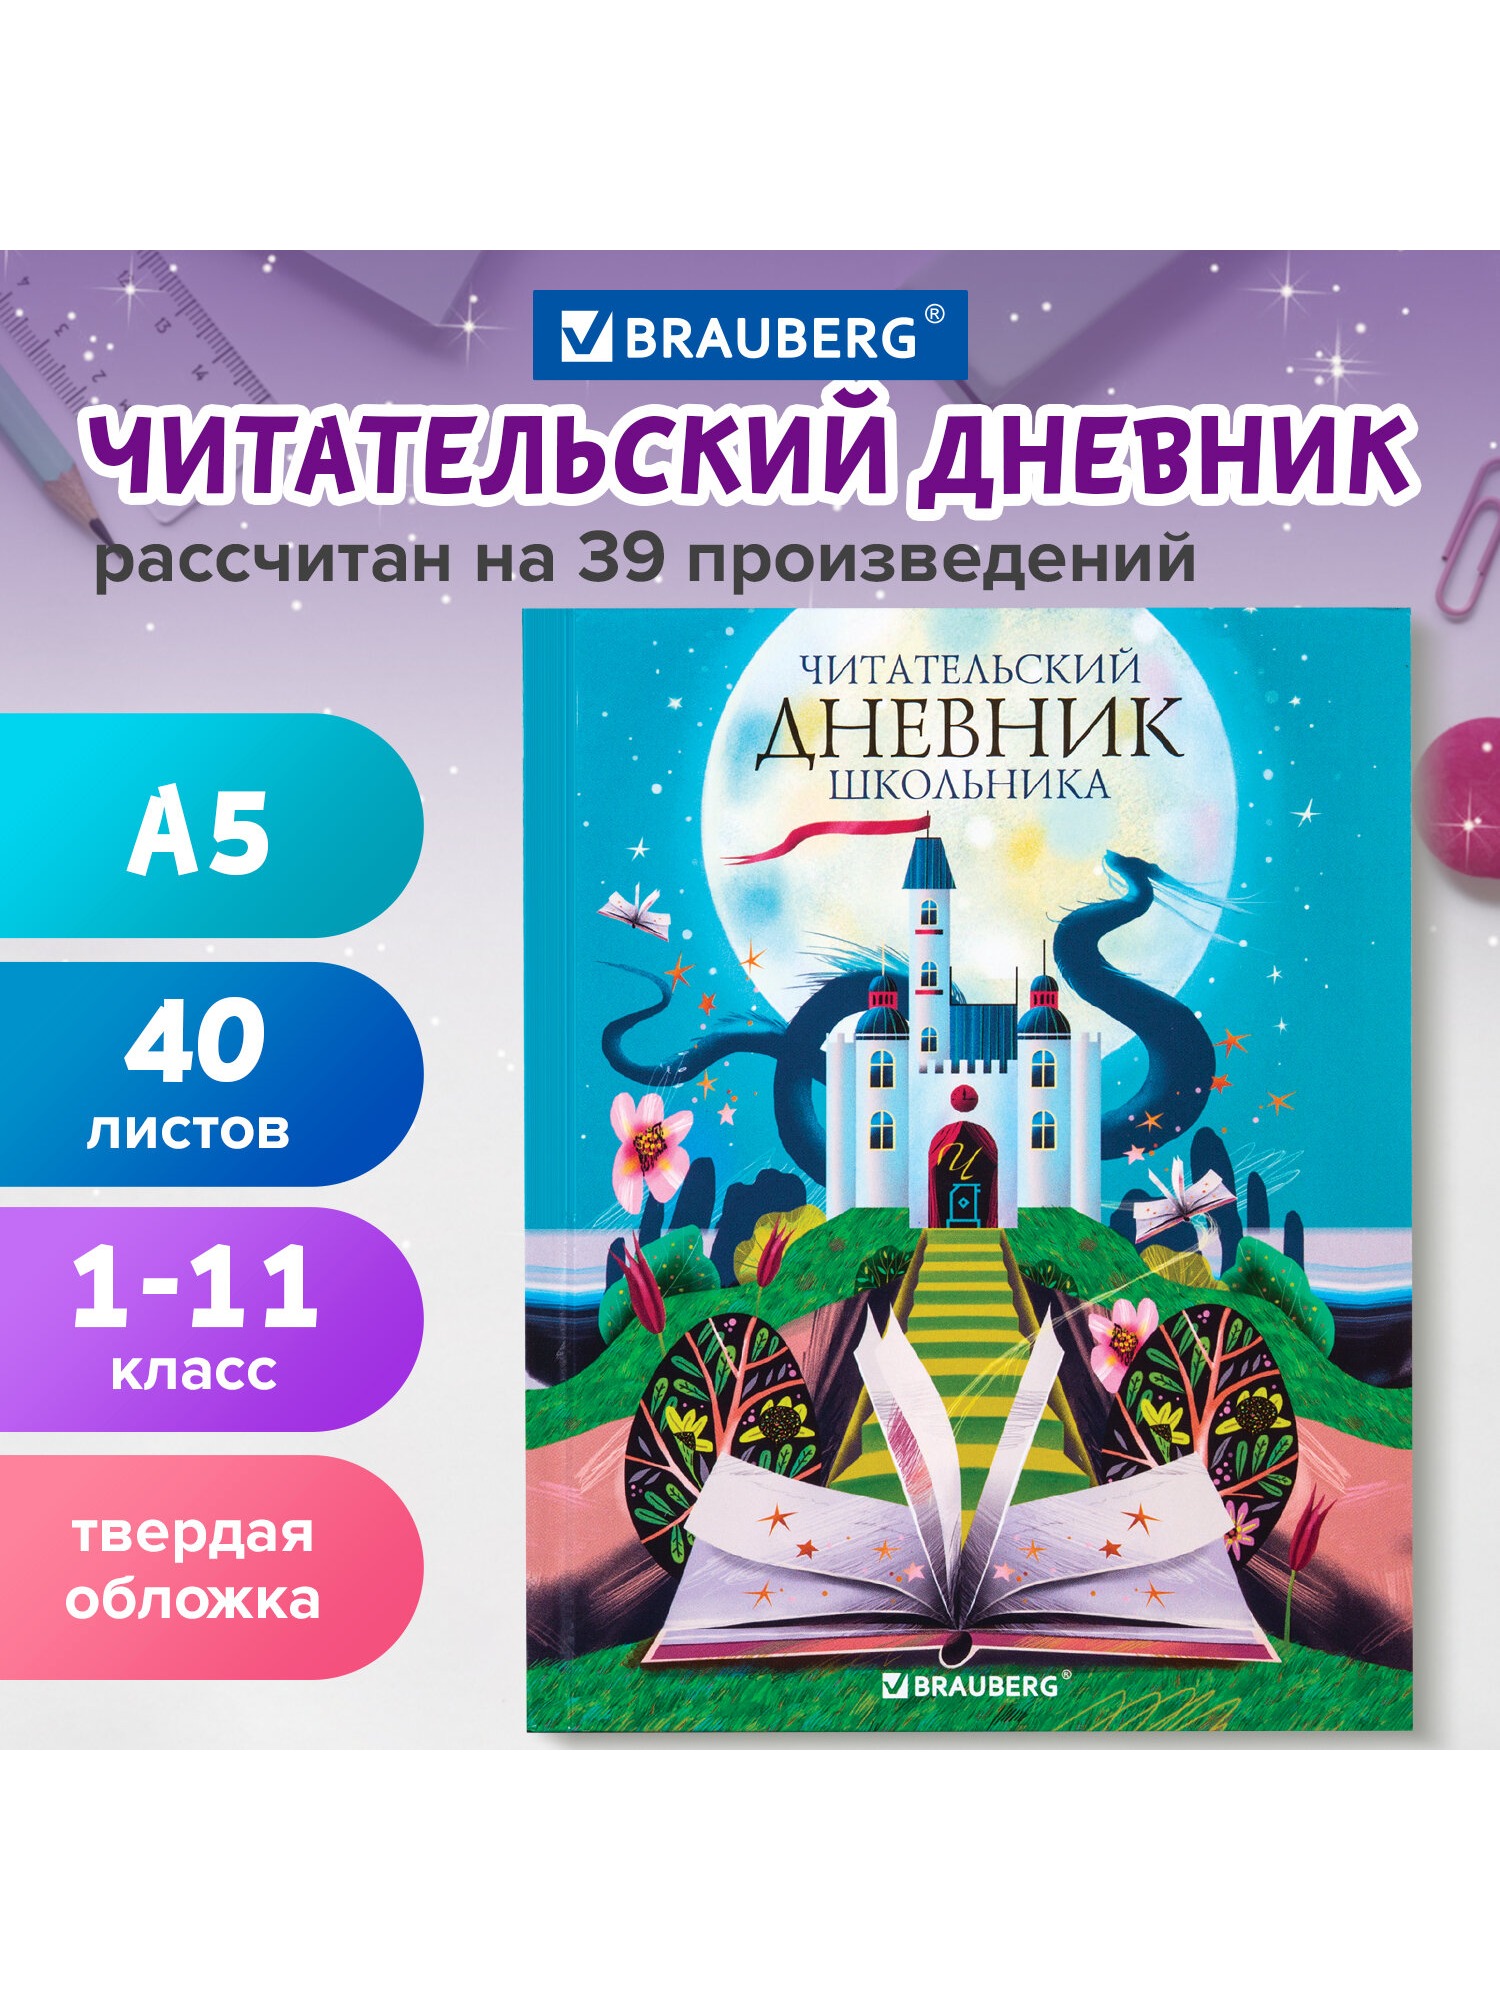 BRAUBERG®
ЧИТАТЕЛЬСКИЙ ДНЕВНИК
рассчитан на 39 произведений
ЧИТАТЕЛЬСКИЙ
ДНЕВНИК
ШКОЛЬНИКА
А5
40
листов
1-11
класс
твердая
обложка
Ч
BRAUBERG®